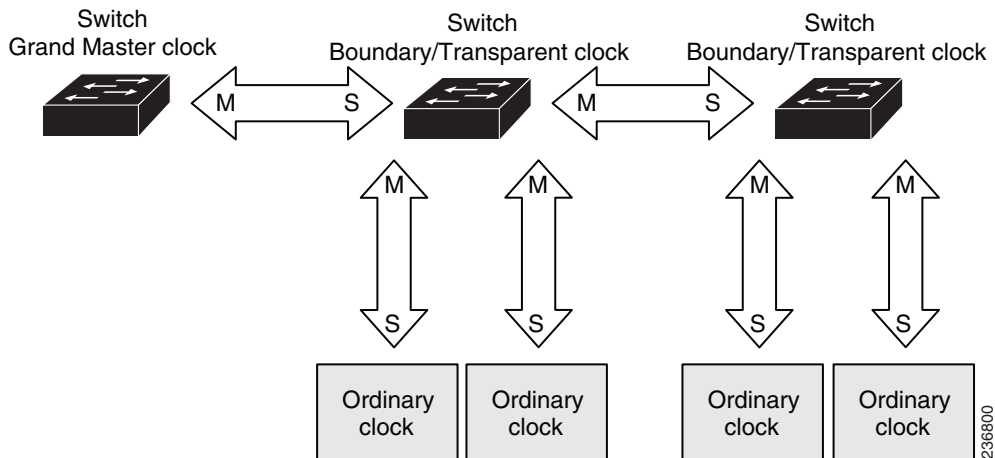 Switch
Grand Master clock
Switch
Boundary/Transparent clock
Switch
Boundary/Transparent clock
M
S
M
S
M
M
M
M
S
S
S
S
Ordinary
clock
Ordinary
clock
Ordinary
clock
Ordinary
clock
236800